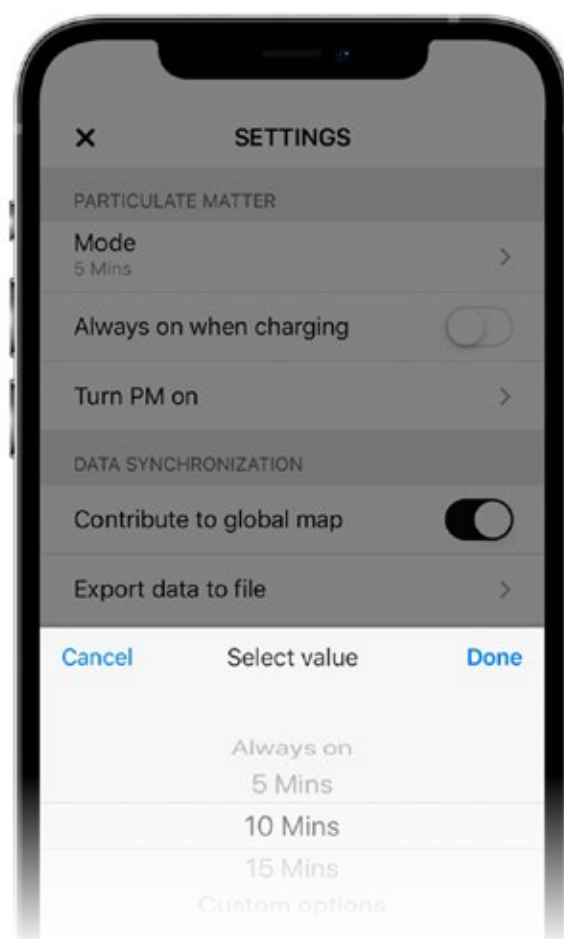 × SETTINGS
PARTICULATE MATTER
Mode
5 Mins
Always on when charging
Turn PM on
DATA SYNCHRONIZATION
Contribute to global map
Export data to file
Cancel Select value Done
Always on
5 Mins
10 Mins
15 Mins
Custom options